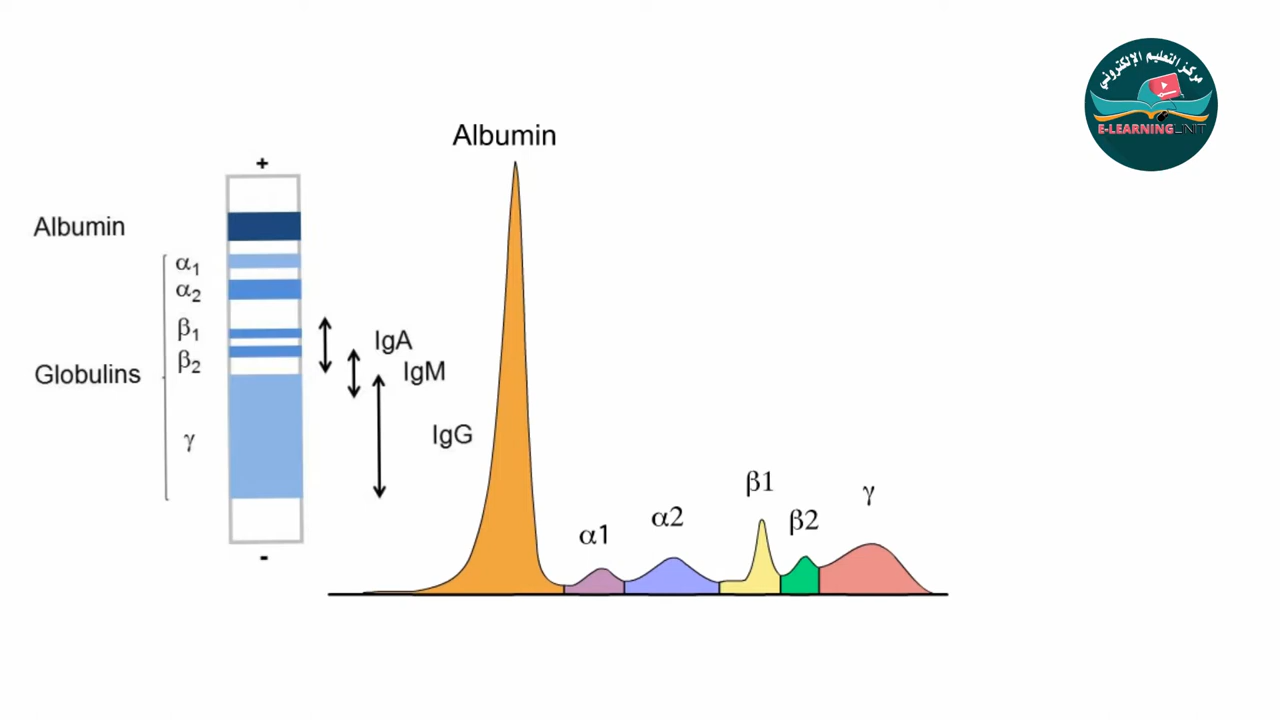 مركز التعليم الإلكتروني
E-LEARNING UNIT
Albumin
+
Albumin
α1
α2
β1
β2
Globulins
γ
-
IgA
IgM
IgG
α1
α2
β1
β2
γ